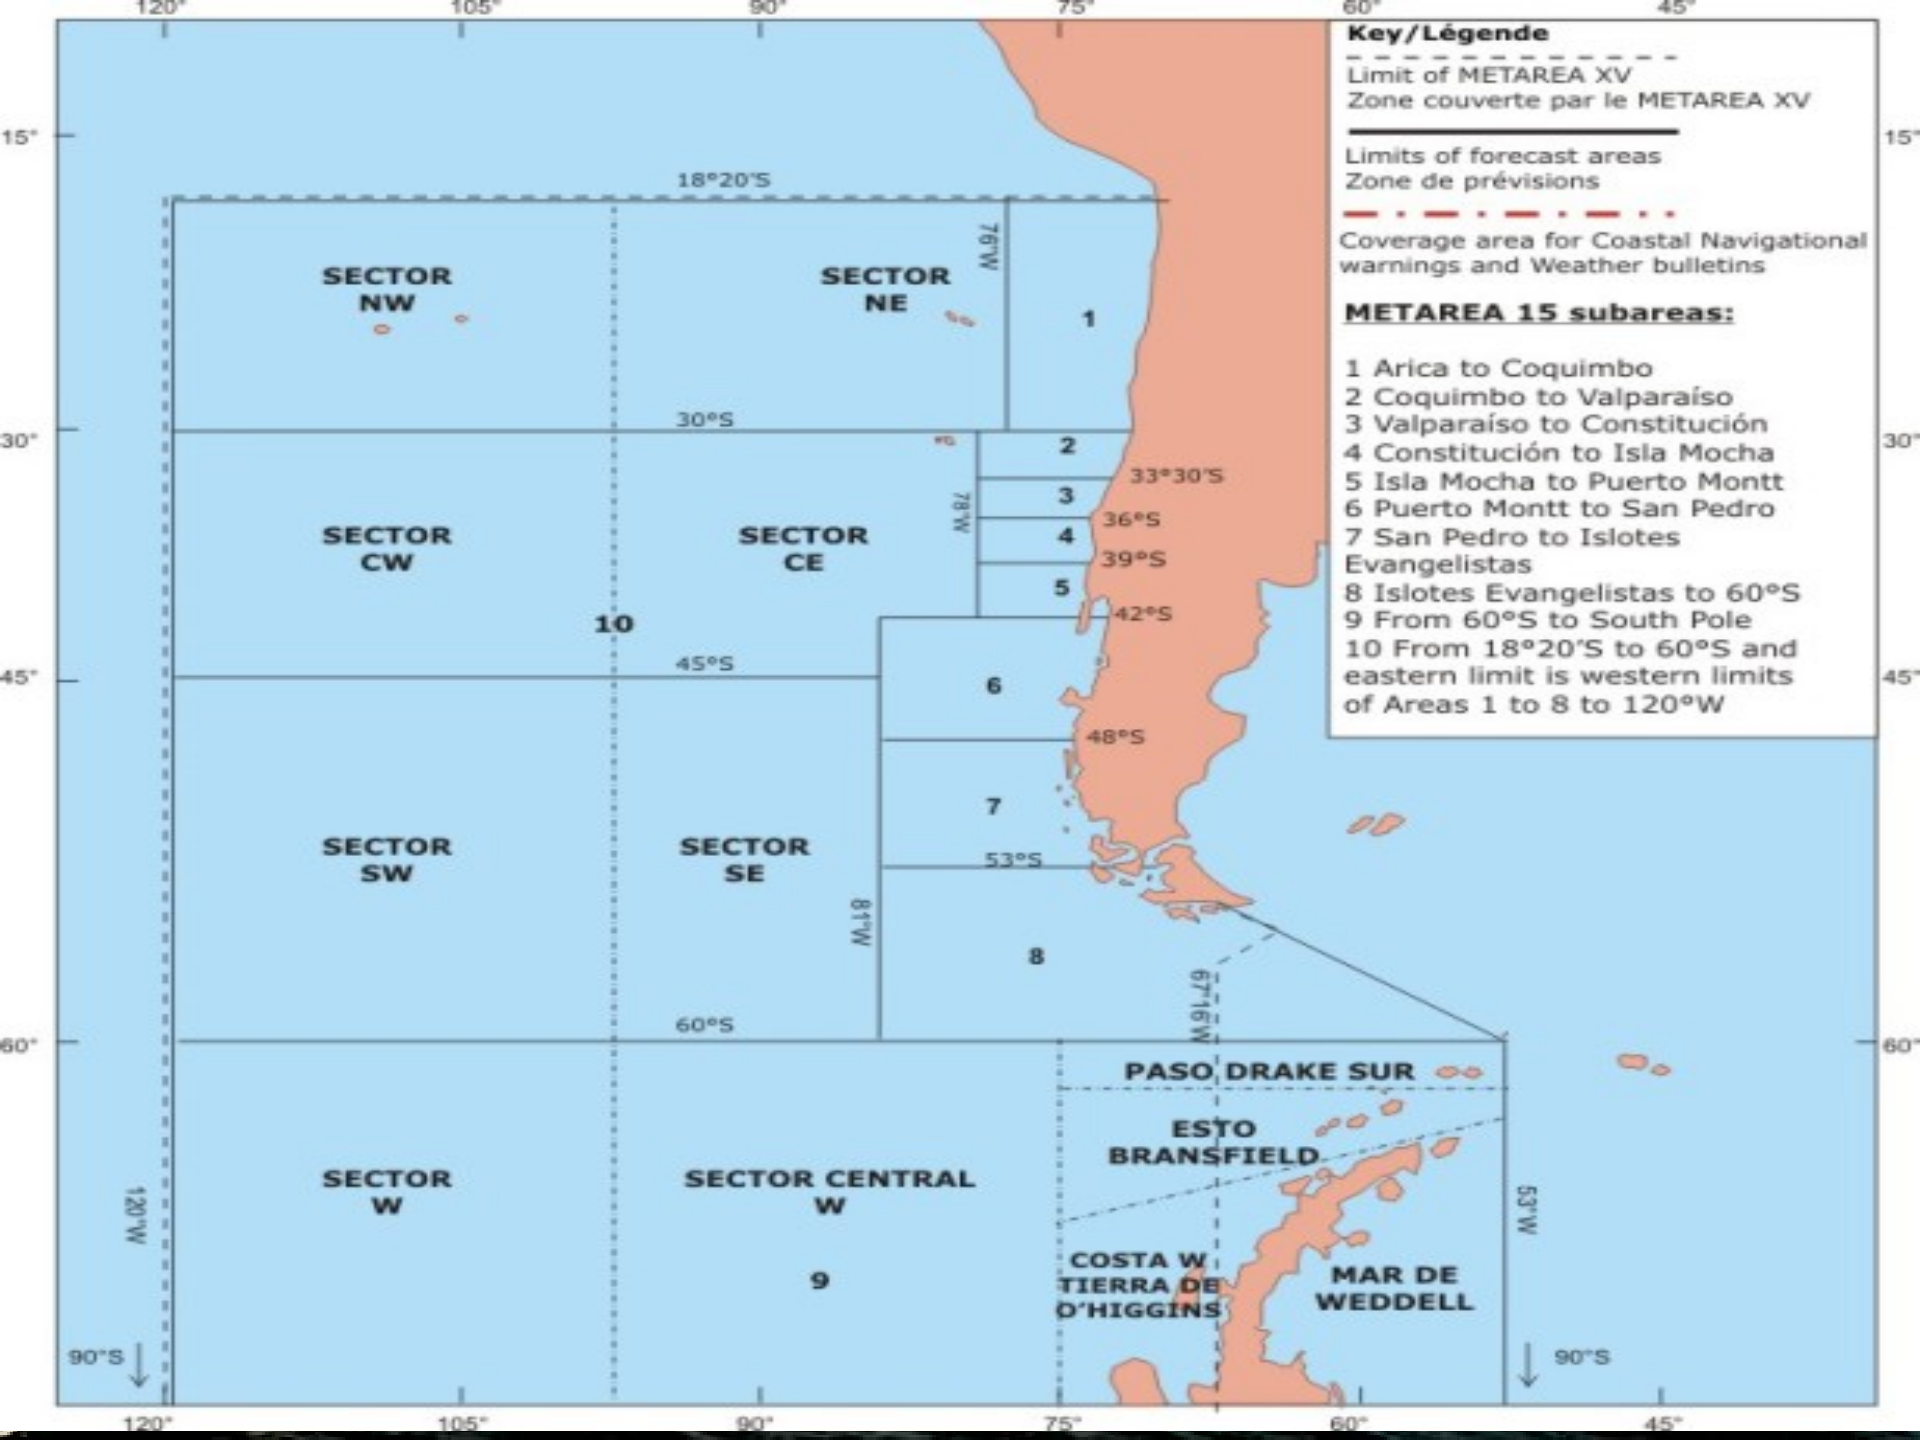 120°
105°
90°
75°
60°
45°
Key/Légende
Limit of METAREA XV
Zone couverte par le METAREA XV
Limits of forecast areas
Zone de prévisions
Coverage area for Coastal Navigational
warnings and Weather bulletins
METAREA 15 subareas:
1 Arica to Coquimbo
2 Coquimbo to Valparaíso
3 Valparaíso to Constitución
4 Constitución to Isla Mocha
5 Isla Mocha to Puerto Montt
6 Puerto Montt to San Pedro
7 San Pedro to Islotes
Evangelistas
8 Islotes Evangelistas to 60°S
9 From 60°S to South Pole
10 From 18°20'S to 60°S and
eastern limit is western limits
of Areas 1 to 8 to 120°W
15°
15°
18°20'S
76°W
SECTOR
NW
SECTOR
NE
1
30°S
30°
30°
2
33°30'S
78°W
3
36°S
SECTOR
CW
SECTOR
CE
4
39°S
5
42°S
10
45°S
45°
45°
6
48°S
7
SECTOR
SW
SECTOR
SE
53°S
81°W
8
67°16'W
60°S
60°
60°
PASO DRAKE SUR
ESTO
BRANSFIELD
SECTOR
W
SECTOR CENTRAL
W
120°W
53°W
9
COSTA W
TIERRA DE
O'HIGGINS
MAR DE
WEDDELL
90°S
90°S
120°
105°
90°
75°
60°
45°